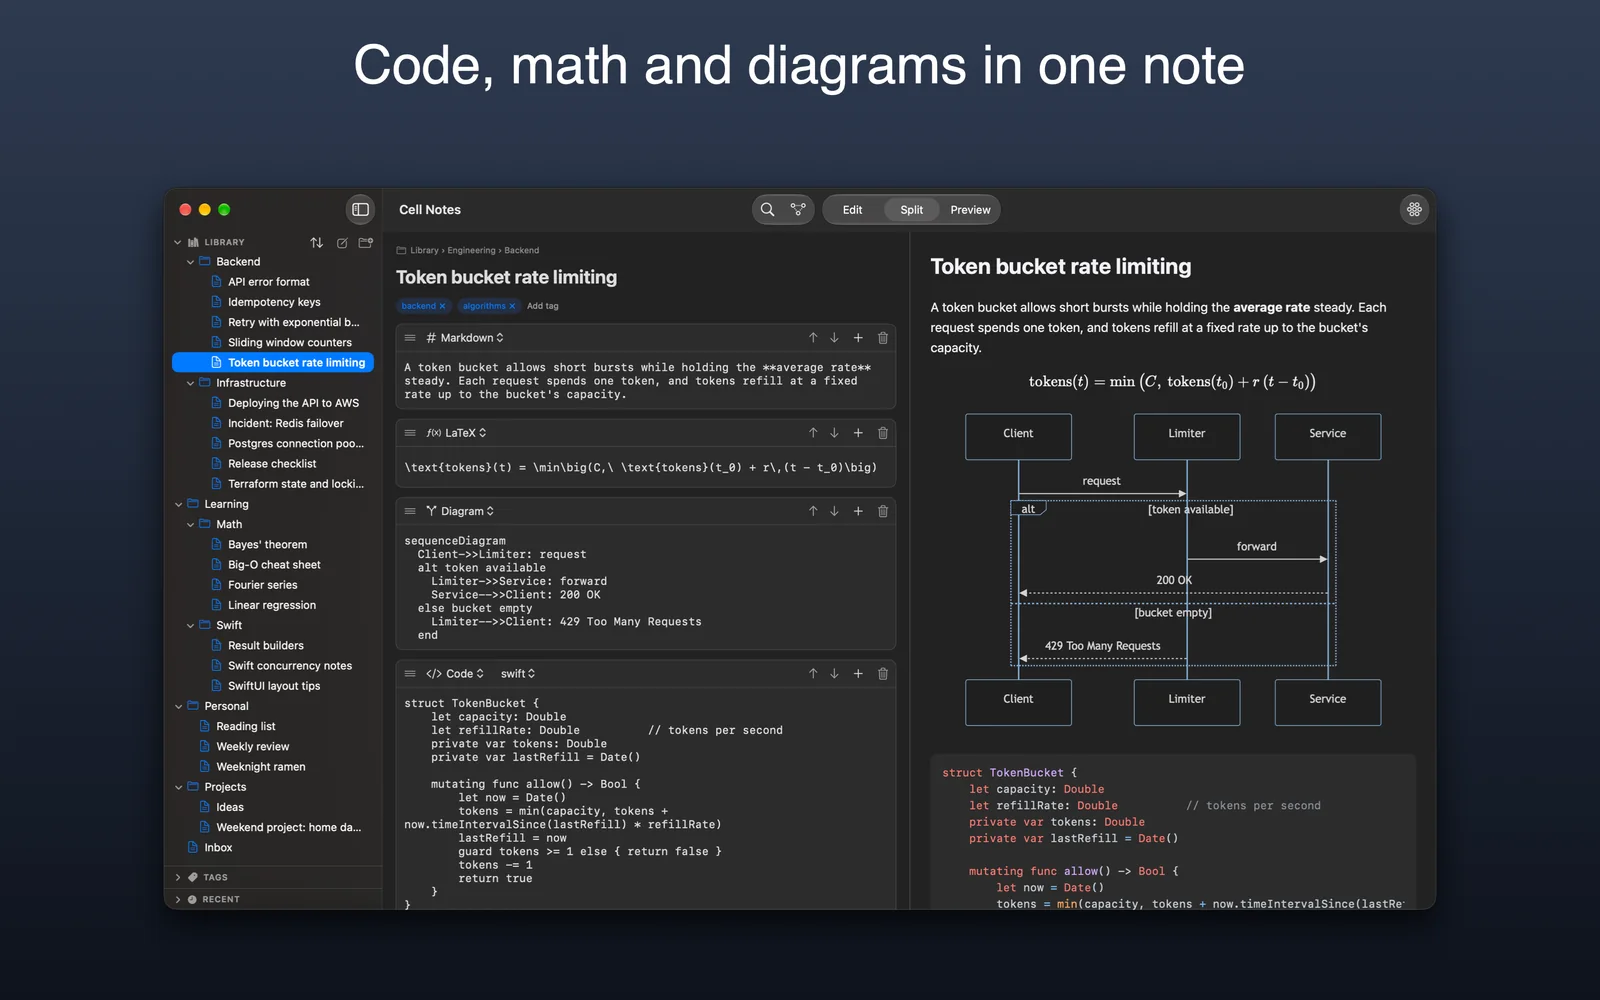 Code, math and diagrams in one note
Cell Notes
Edit
Split
Preview
LIBRARY
Backend
API error format
Idempotency keys
Retry with exponential b...
Sliding window counters
Token bucket rate limiting
Infrastructure
Deploying the API to AWS
Incident: Redis failover
Postgres connection poo...
Release checklist
Terraform state and locki...
Learning
Math
Bayes' theorem
Big-O cheat sheet
Fourier series
Linear regression
Swift
Result builders
Swift concurrency notes
SwiftUI layout tips
Personal
Reading list
Weekly review
Weeknight ramen
Projects
Ideas
Weekend project: home da...
Inbox
TAGS
RECENT
Library › Engineering › Backend
Token bucket rate limiting
backend × algorithms × Add tag
# Markdown
A token bucket allows short bursts while holding the **average rate**
steady. Each request spends one token, and tokens refill at a fixed
rate up to the bucket's capacity.
f(x) LaTeX
\text{tokens}(t) = \min\big(C,\ \text{tokens}(t_0) + r\,(t - t_0)\big)
Diagram
sequenceDiagram
  Client->>Limiter: request
  alt token available
    Limiter->>Service: forward
    Service-->>Client: 200 OK
  else bucket empty
    Limiter-->>Client: 429 Too Many Requests
  end
</> Code swift
struct TokenBucket {
    let capacity: Double
    let refillRate: Double          // tokens per second
    private var tokens: Double
    private var lastRefill = Date()
    mutating func allow() -> Bool {
        let now = Date()
        tokens = min(capacity, tokens +
now.timeIntervalSince(lastRefill) * refillRate)
        lastRefill = now
        guard tokens >= 1 else { return false }
        tokens -= 1
        return true
    }
}
Token bucket rate limiting
A token bucket allows short bursts while holding the average rate steady. Each
request spends one token, and tokens refill at a fixed rate up to the bucket's
capacity.
tokens(t) = min (C, tokens(t₀) + r (t − t₀))
Client
Limiter
Service
request
alt
[token available]
forward
200 OK
[bucket empty]
429 Too Many Requests
Client
Limiter
Service
struct TokenBucket {
    let capacity: Double
    let refillRate: Double          // tokens per second
    private var tokens: Double
    private var lastRefill = Date()
    mutating func allow() -> Bool {
        let now = Date()
        tokens = min(capacity, tokens + now.timeIntervalSince(lastRe